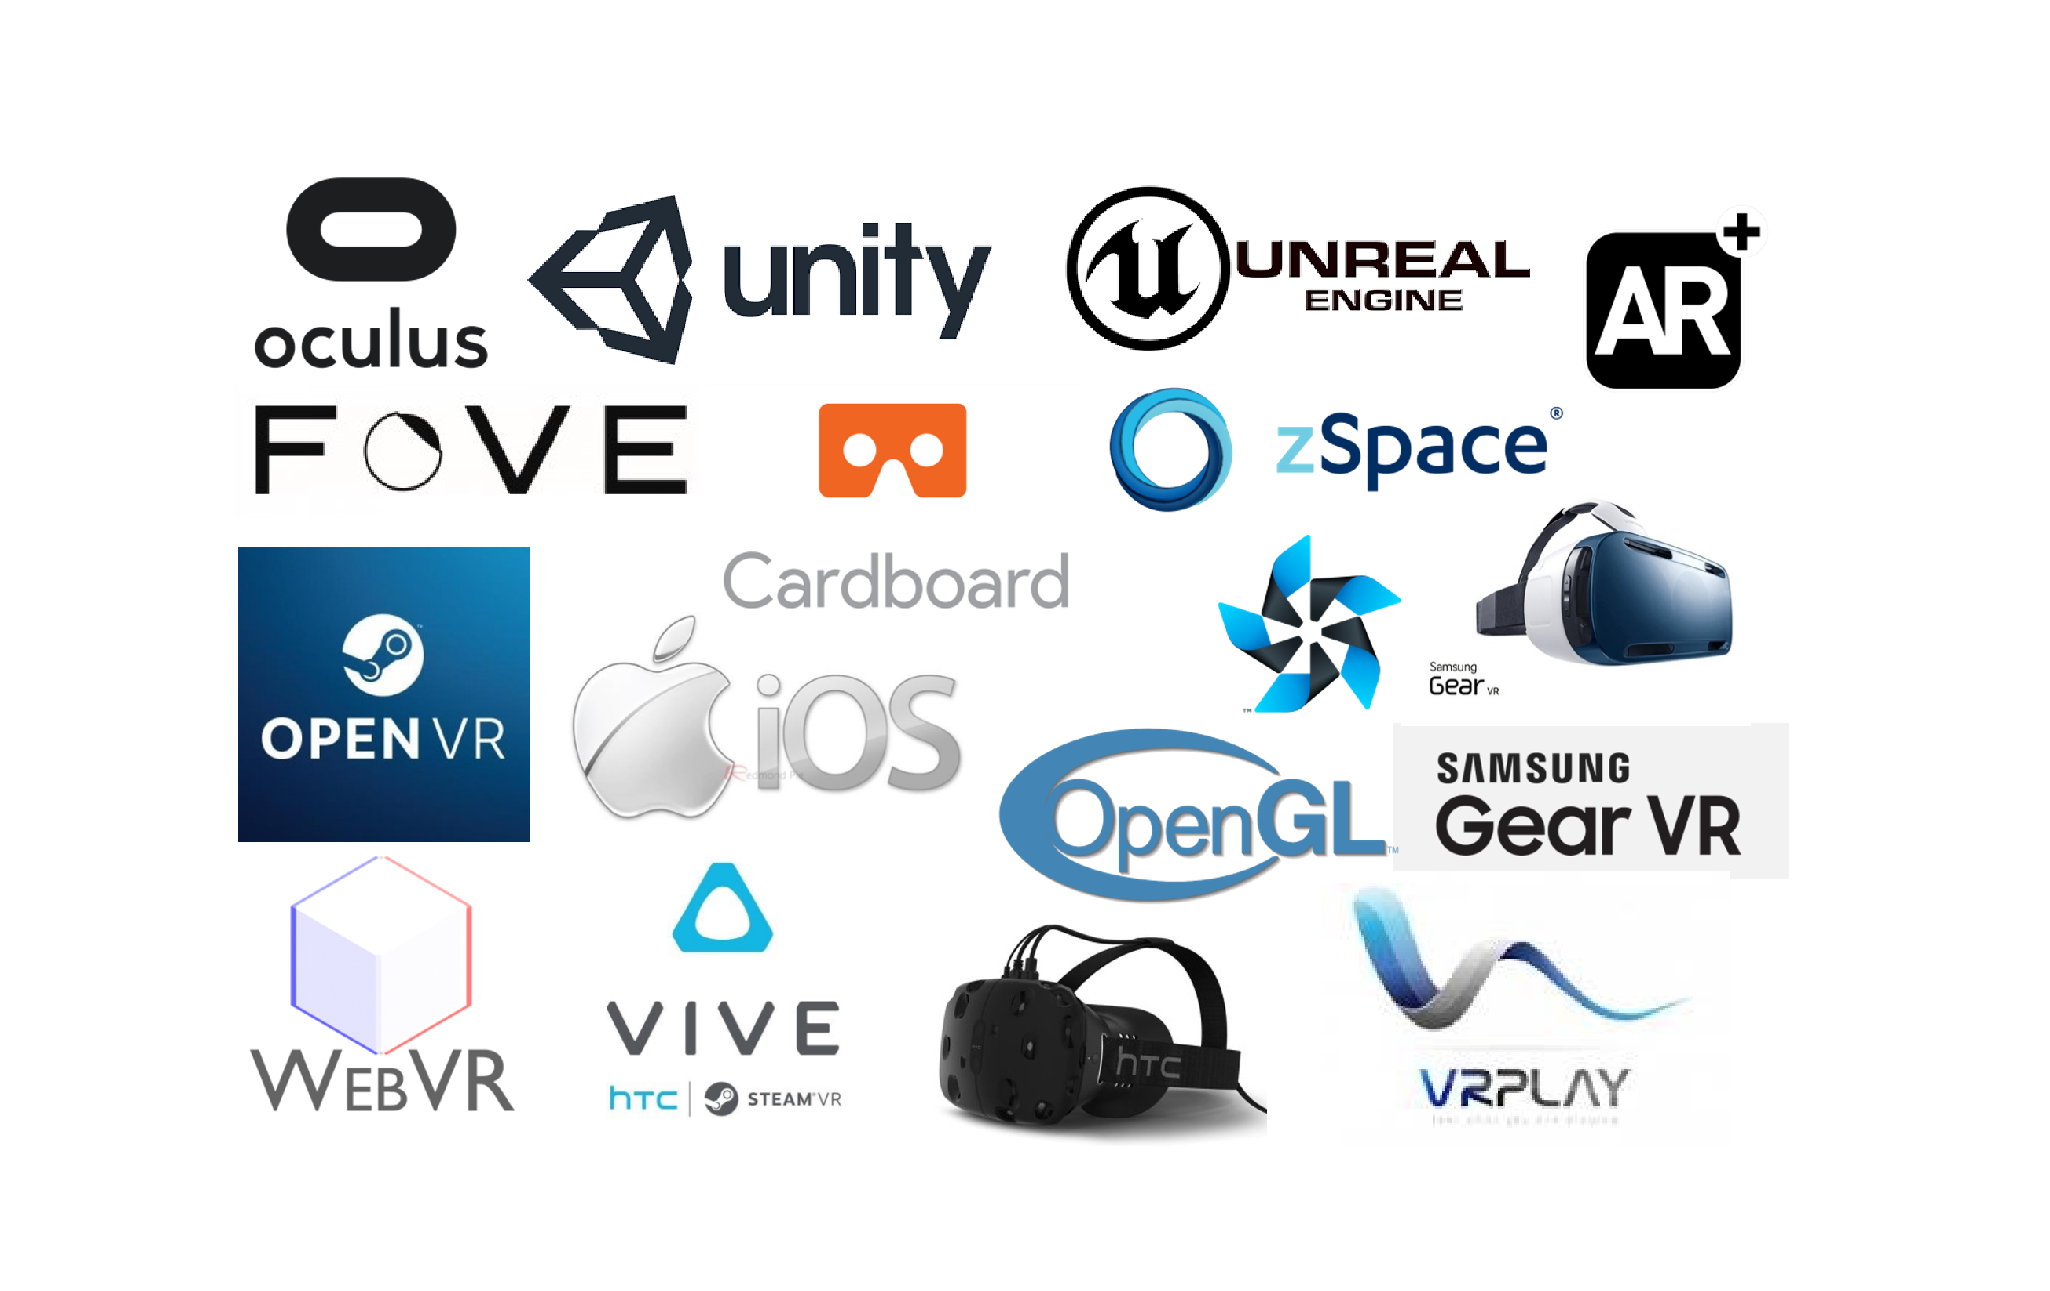 oculus
unity
UNREAL
ENGINE
AR+
FOVE
zSpace®
OPEN VR
Cardboard
iOS
Samsung
Gear VR
OpenGL™
SAMSUNG
Gear VR
WEBVR
VIVE
hTC | STEAM®VR
hTC
VRPLAY